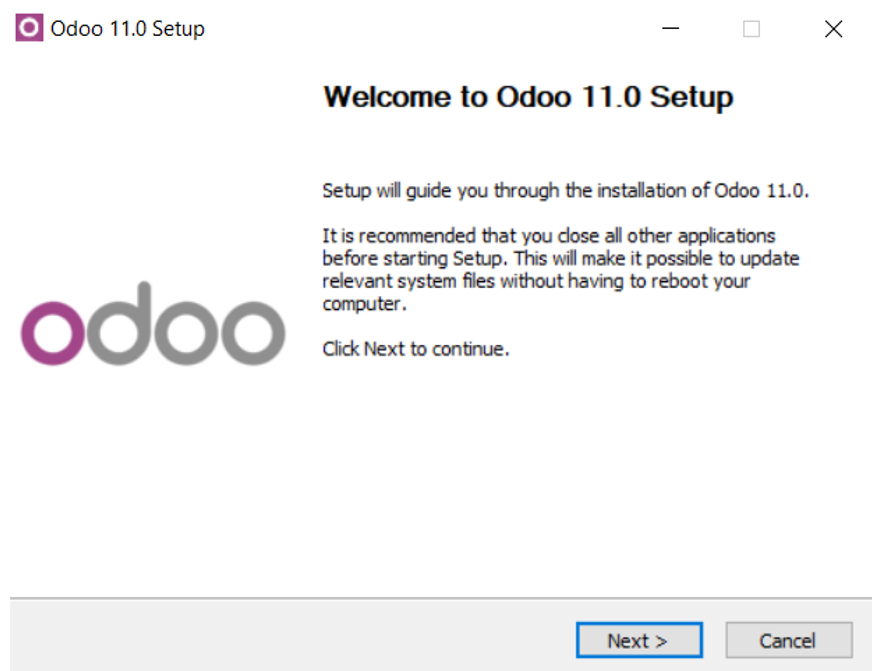 Odoo 11.0 Setup
Welcome to Odoo 11.0 Setup
Setup will guide you through the installation of Odoo 11.0.
It is recommended that you close all other applications
before starting Setup. This will make it possible to update
relevant system files without having to reboot your
computer.
Click Next to continue.
odoo
Next >
Cancel